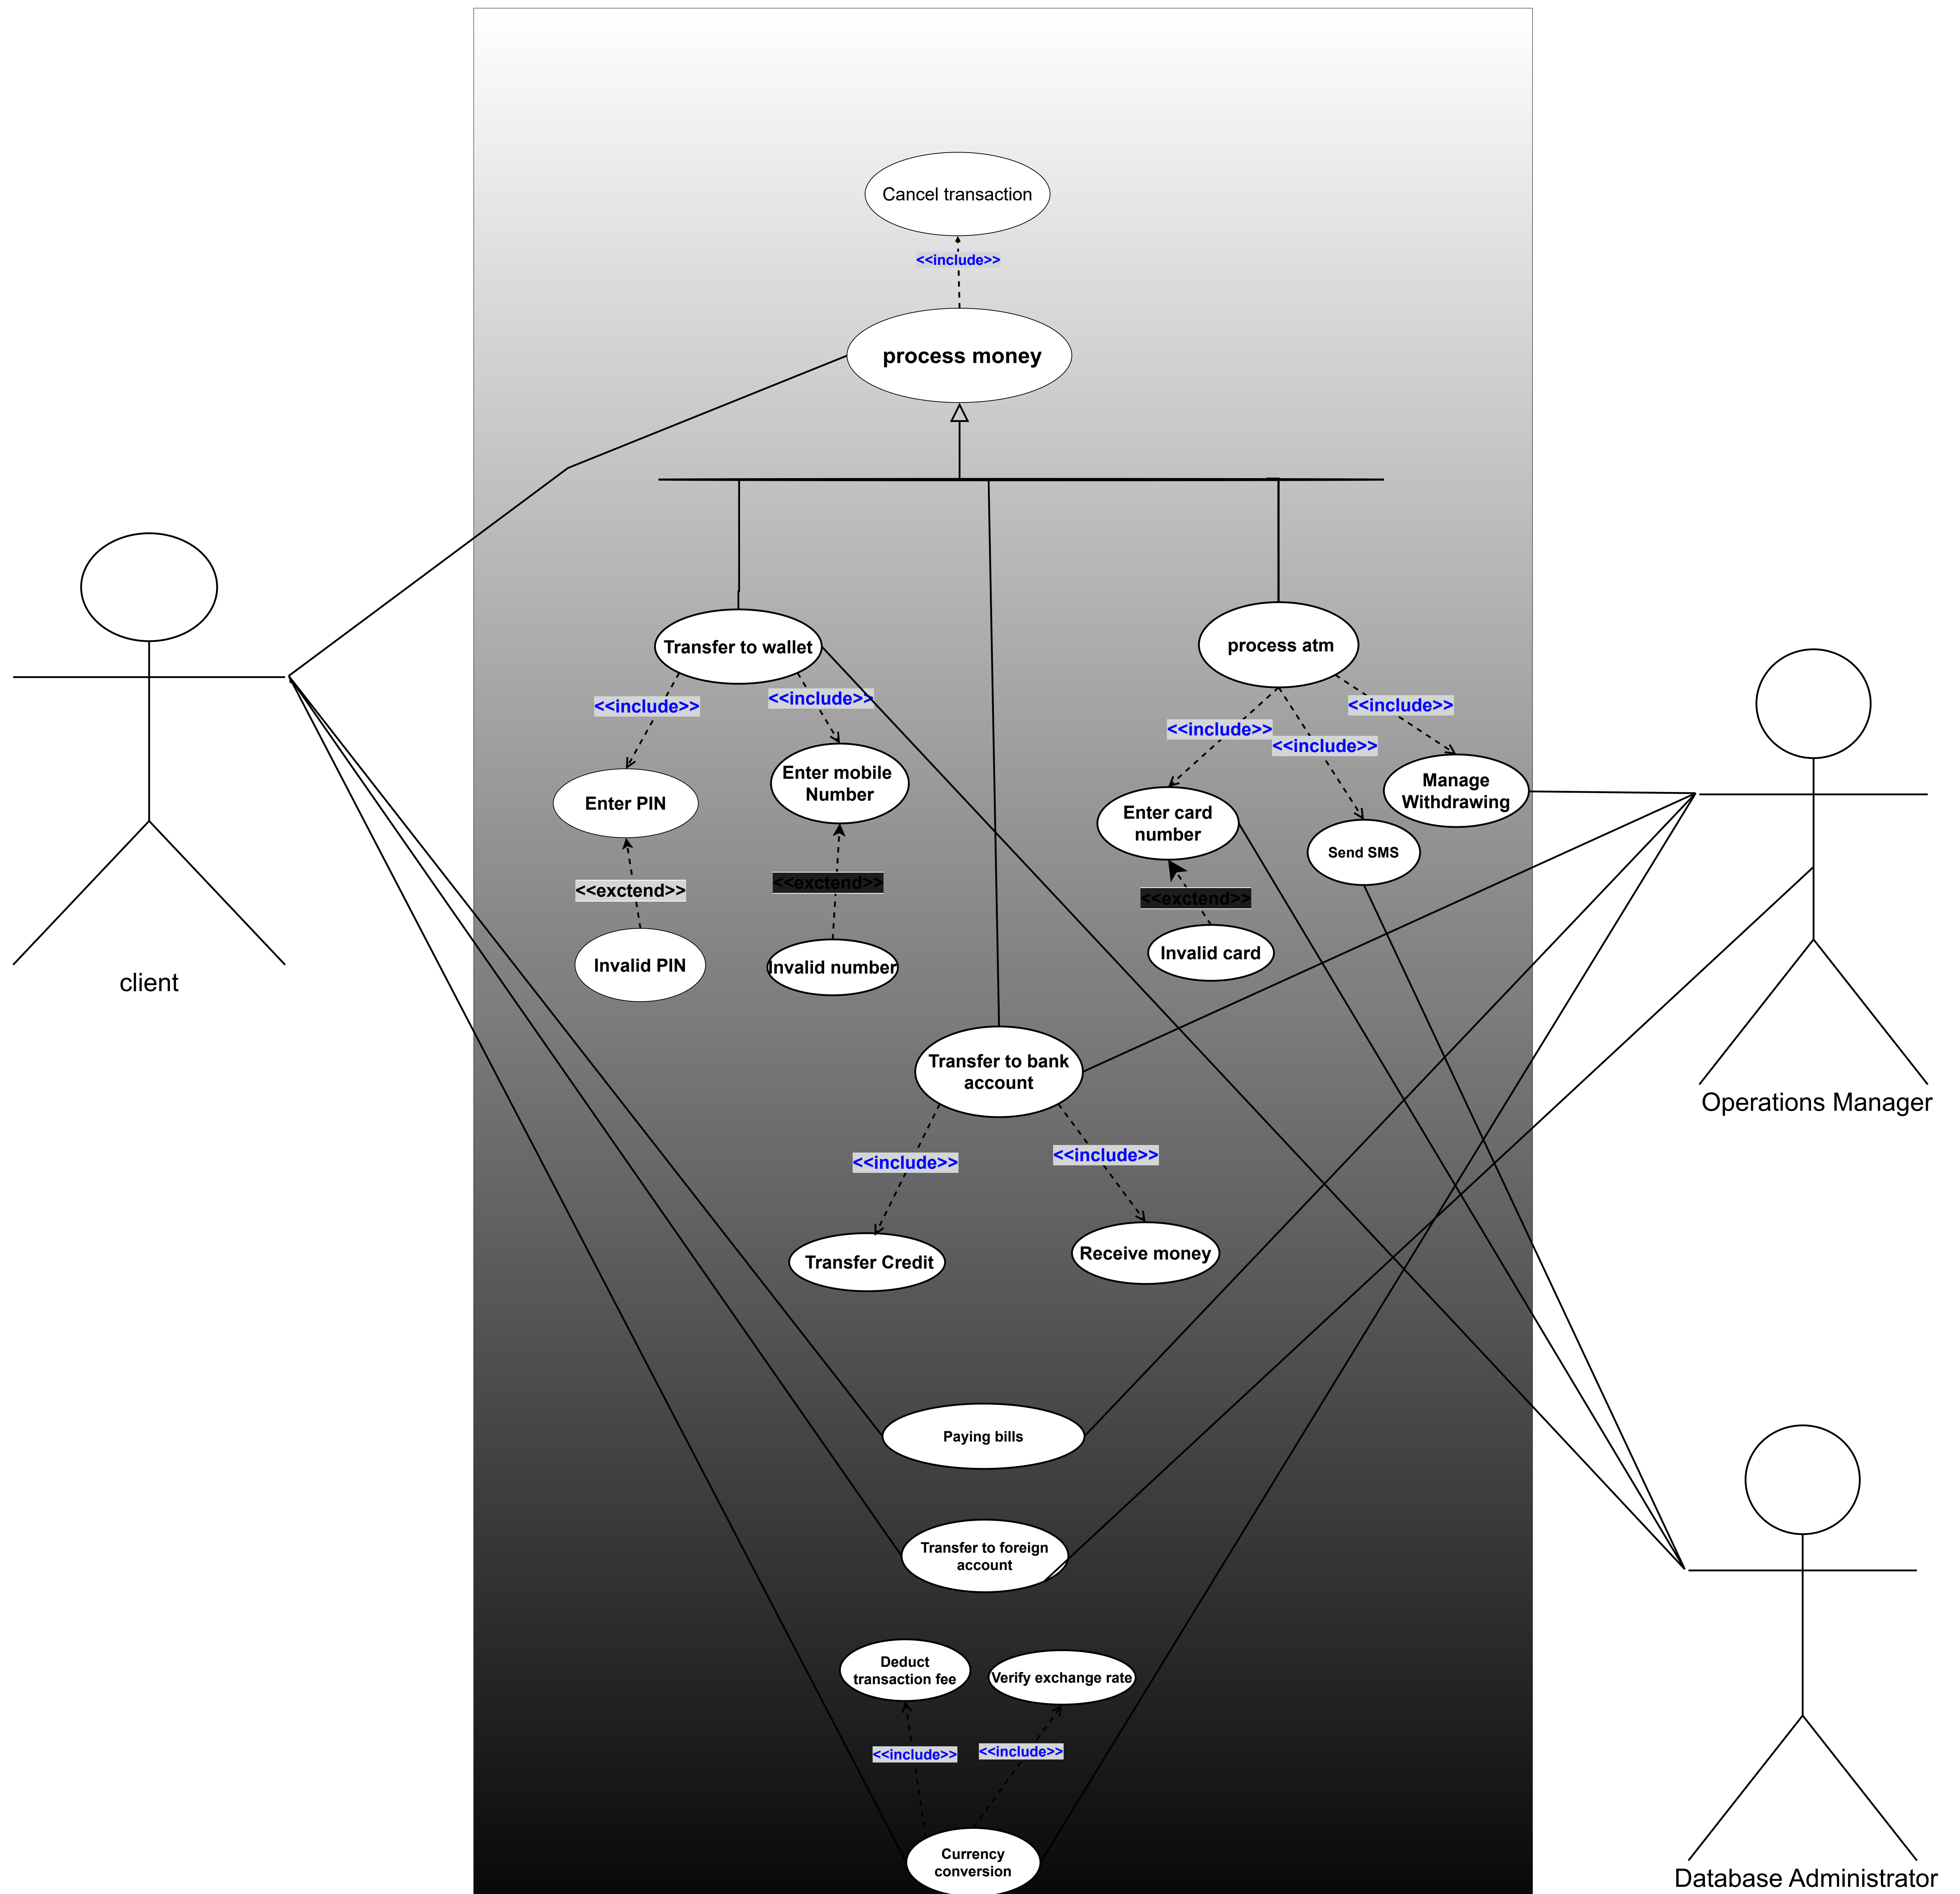 Cancel transaction
<<include>>
process money
Transfer to wallet
process atm
<<include>>
<<include>>
<<include>>
<<include>>
<<include>>
Enter PIN
Enter mobile
Number
Enter card
number
Send SMS
Manage
Withdrawing
<<exctend>>
<<exctend>>
<<exctend>>
Invalid PIN
Invalid number
Invalid card
client
Transfer to bank
account
Operations Manager
<<include>>
<<include>>
Transfer Credit
Receive money
Paying bills
Transfer to foreign
account
Deduct
transaction fee
Verify exchange rate
<<include>>
<<include>>
Currency
conversion
Database Administrator